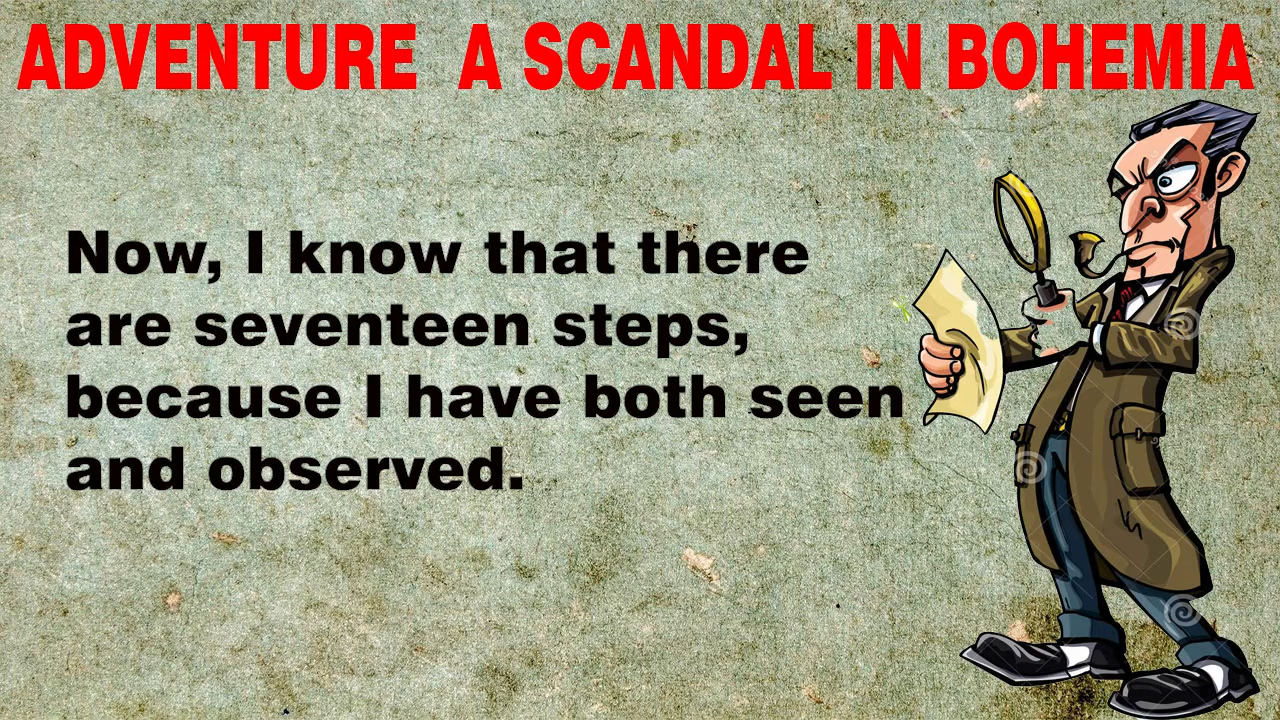 ADVENTURE A SCANDAL IN BOHEMIA
Now, I know that there
are seventeen steps,
because I have both seen
and observed.